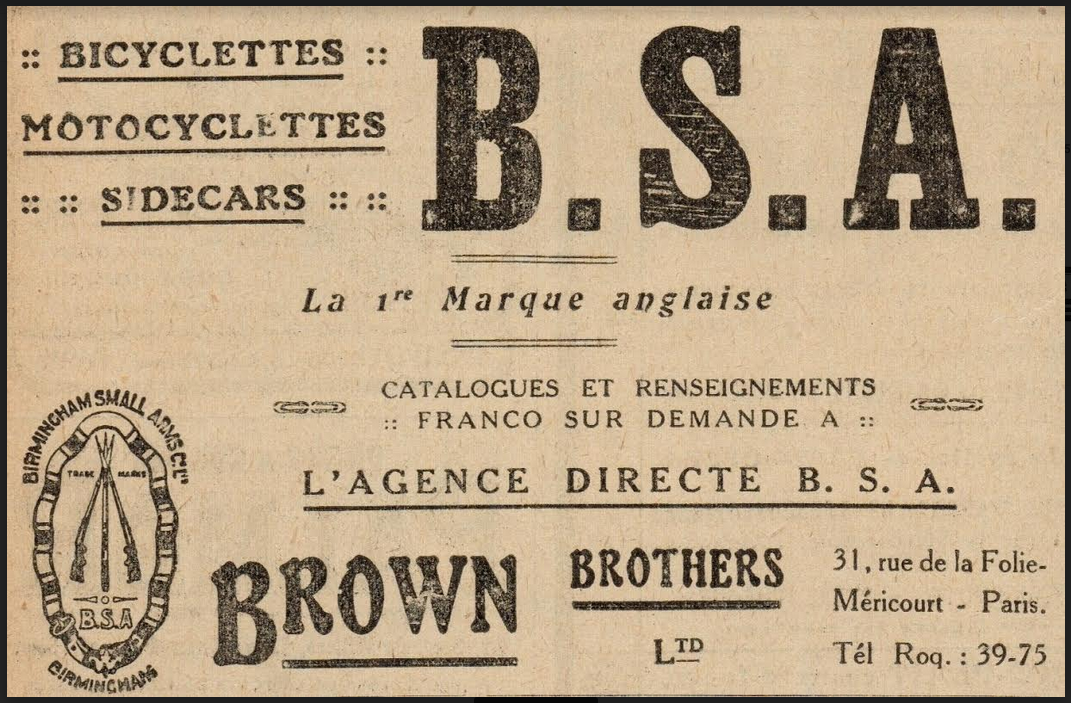 :: BICYCLETTES ::
MOTOCYCLETTES
:: :: SIDECARS :: ::
B.S.A.
La 1re Marque anglaise
CATALOGUES ET RENSEIGNEMENTS
:: FRANCO SUR DEMANDE A ::
L'AGENCE DIRECTE B. S. A.
BIRMINGHAM SMALL ARMS Co Ld
TRADE MARKS
B.S.A
BIRMINGHAM
BROWN BROTHERS LTD
31, rue de la Folie-
Méricourt - Paris.
Tél Roq. : 39-75